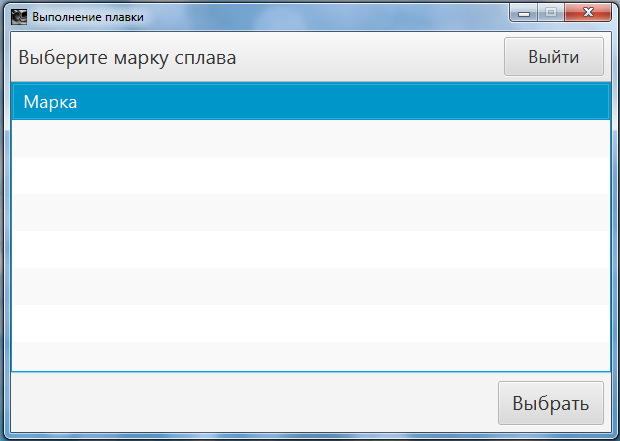 Выполнение плавки
Выберите марку сплава
Выйти
Марка
Выбрать